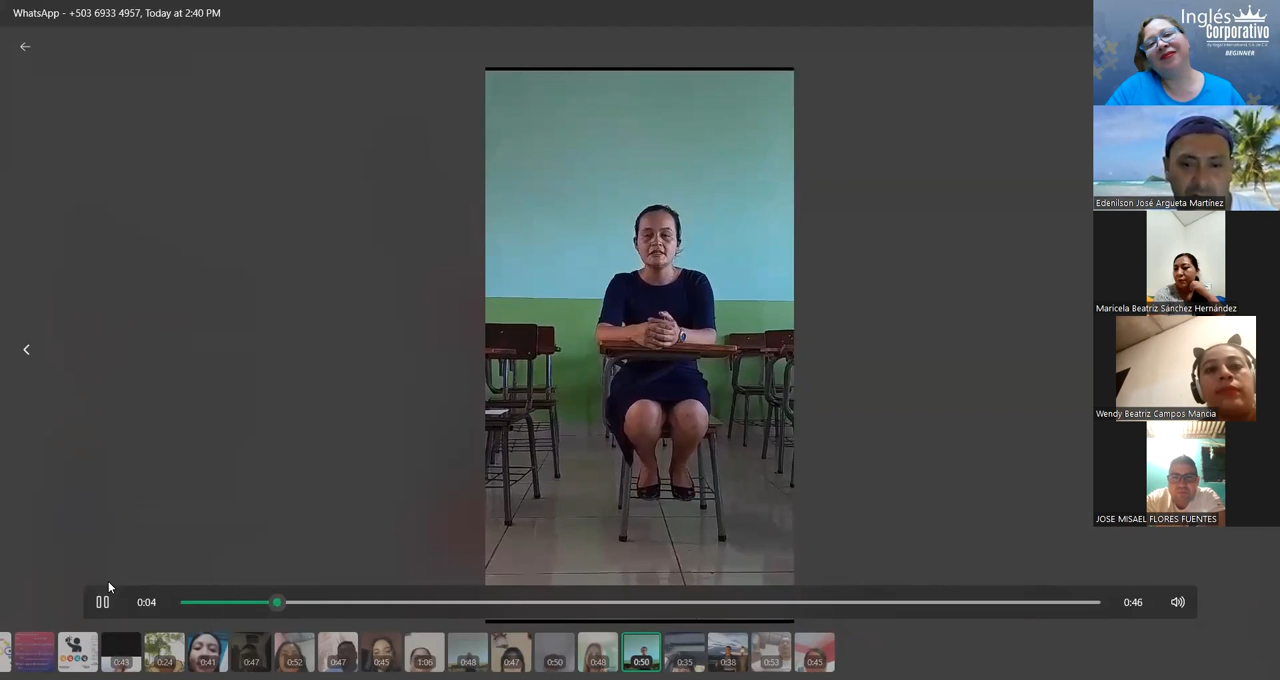 WhatsApp - +503 6933 4957, Today at 2:40 PM
Inglés
Corporativo
BEGINNER
Edenilson José Argueta Martínez
Maricela Beatriz Sánchez Hernández
Wendy Beatriz Campos Mancia
JOSE MISAEL FLORES FUENTES
0:04
0:46
0:43
0:24
0:41
0:47
0:52
0:47
0:45
1:06
0:48
0:47
0:50
0:48
0:50
0:35
0:38
0:53
0:45